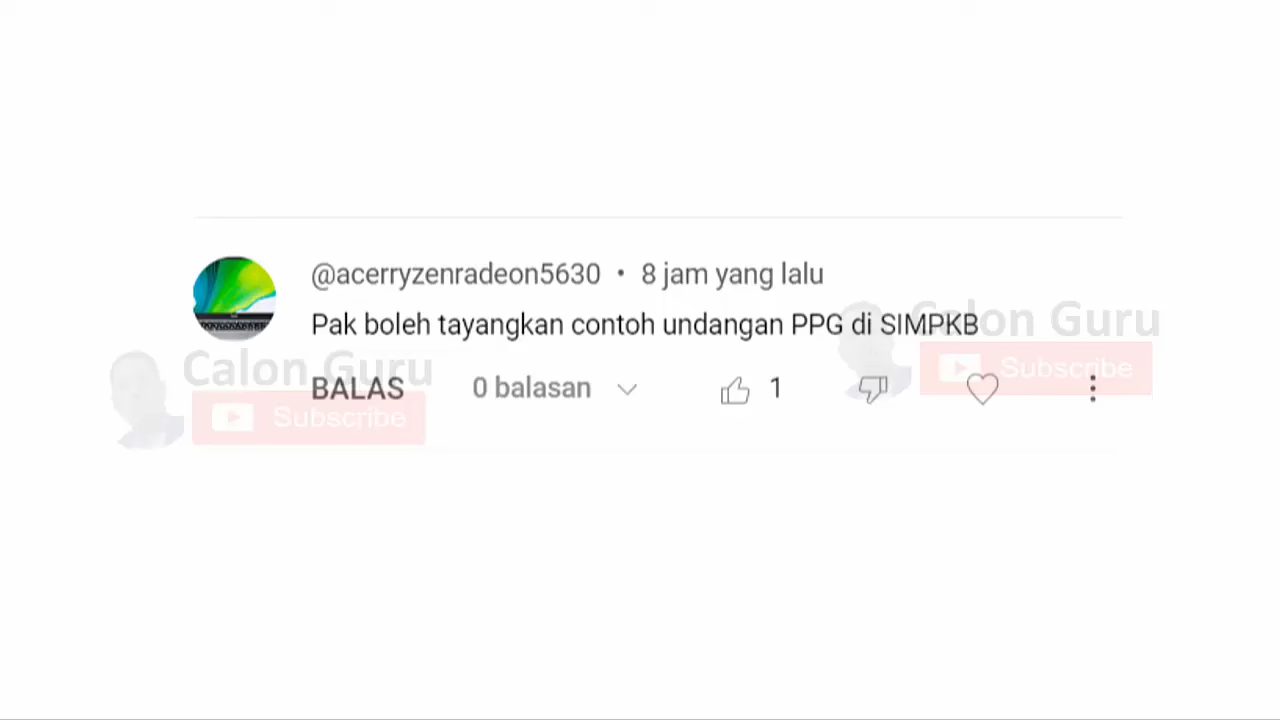 @acerryzenradeon5630 • 8 jam yang lalu
Pak boleh tayangkan contoh undangan PPG di SIMPKB
BALAS 0 balasan 1
Calon Guru
Subscribe
Calon Guru
Subscribe